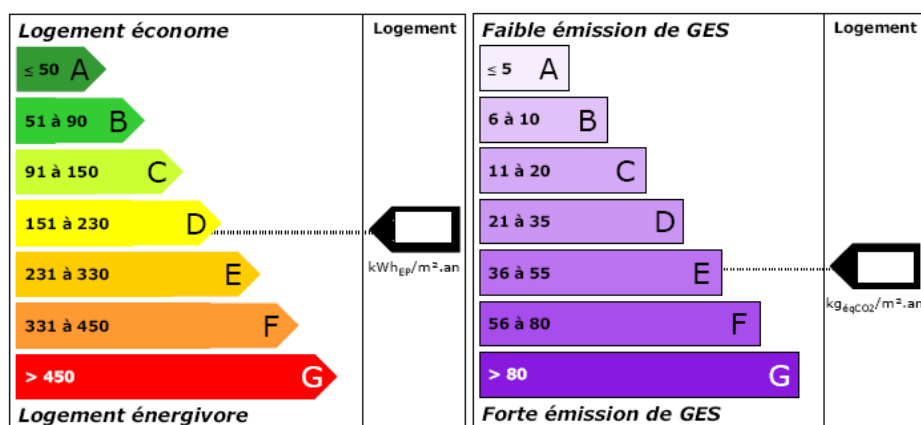 Logement économe
Logement
≤ 50 A
51 à 90 B
91 à 150 C
151 à 230 D
231 à 330 E
331 à 450 F
> 450 G
kWhEP/m².an
Logement énergivore
Faible émission de GES
Logement
≤ 5 A
6 à 10 B
11 à 20 C
21 à 35 D
36 à 55 E
56 à 80 F
> 80 G
kgéqCO2/m².an
Forte émission de GES